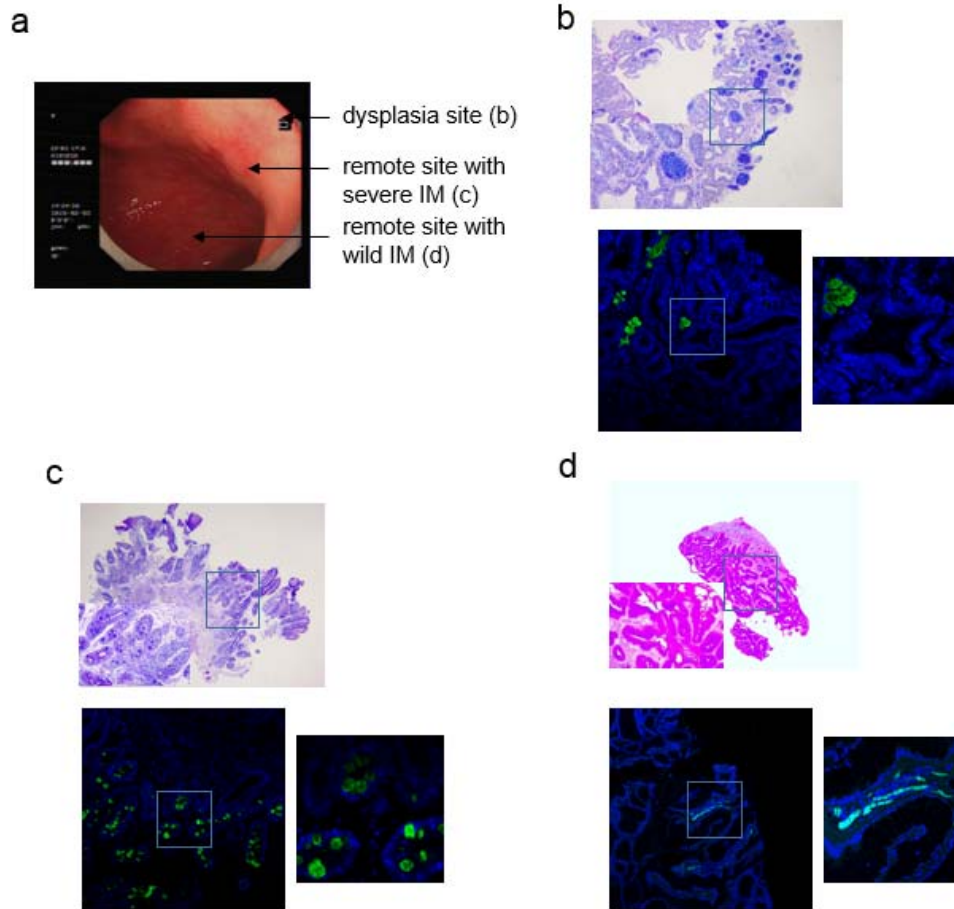 a
dysplasia site (b)
remote site with
severe IM (c)
remote site with
wild IM (d)
b
c
d